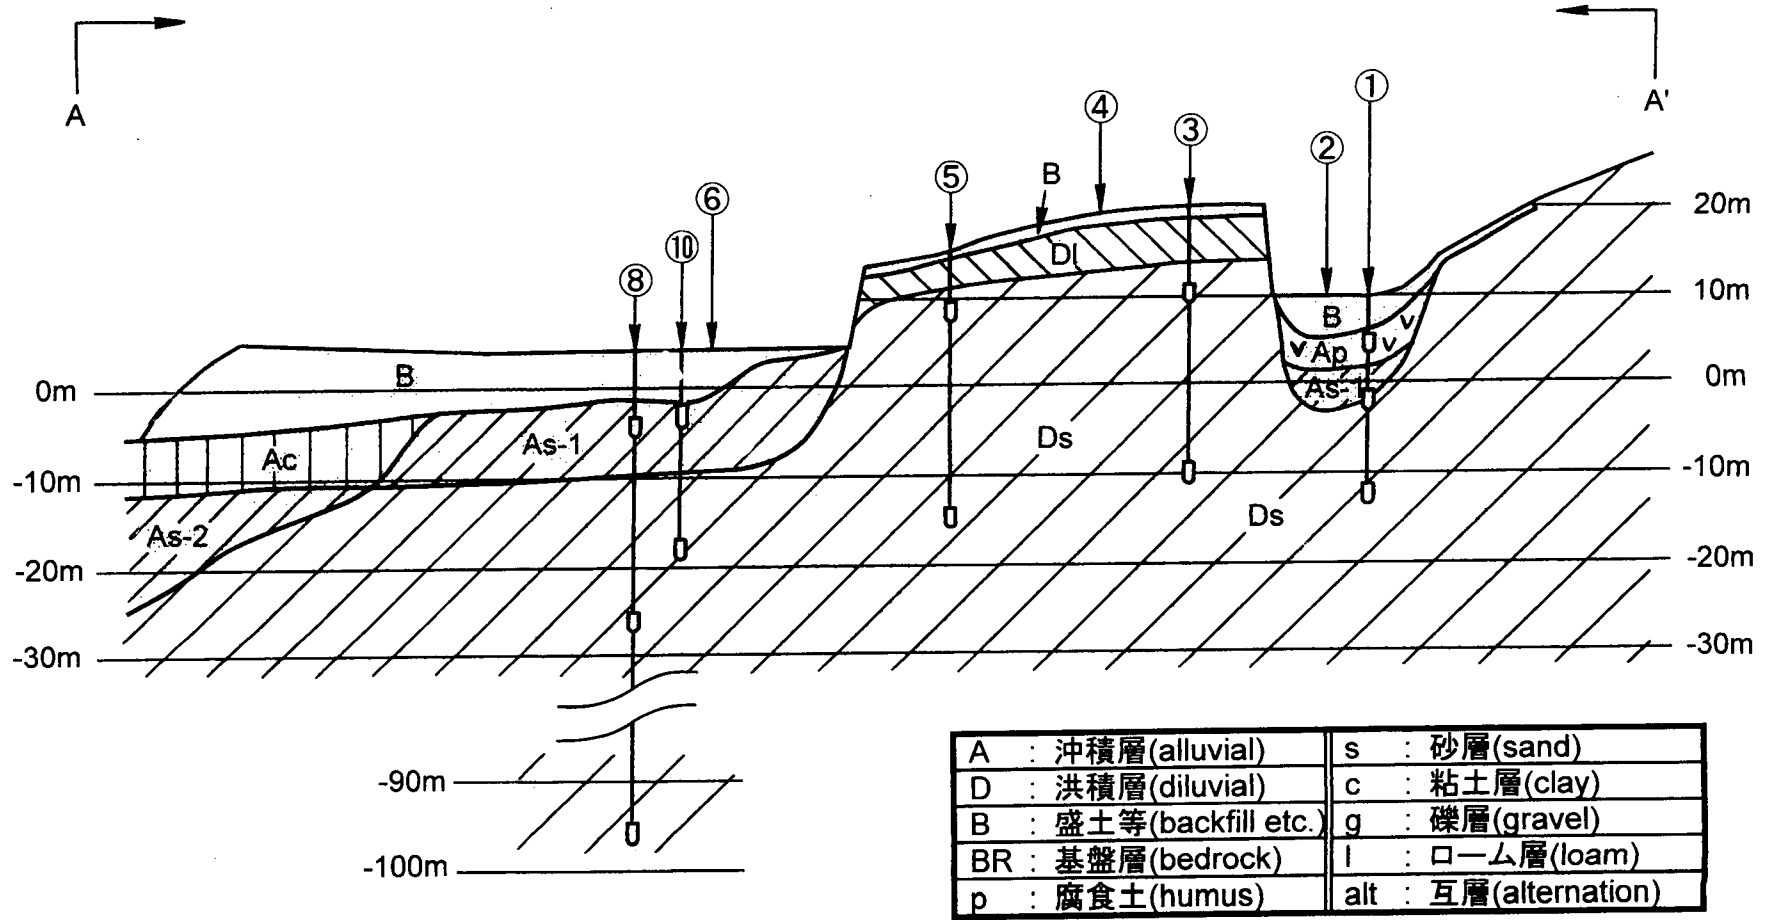 A
A'
①
④
③
②
⑤
B
⑥
⑩
⑧
20m
10m
Dl
B
Ap
As-1
0m
0m
B
Ac
As-1
Ds
-10m
-10m
Ds
As-2
-20m
-20m
-30m
-30m
-90m
-100m
A : 沖積層(alluvial) s : 砂層(sand)
D : 洪積層(diluvial) c : 粘土層(clay)
B : 盛土等(backfill etc.) g : 礫層(gravel)
BR : 基盤層(bedrock) l : ローム層(loam)
p : 腐食土(humus) alt : 互層(alternation)